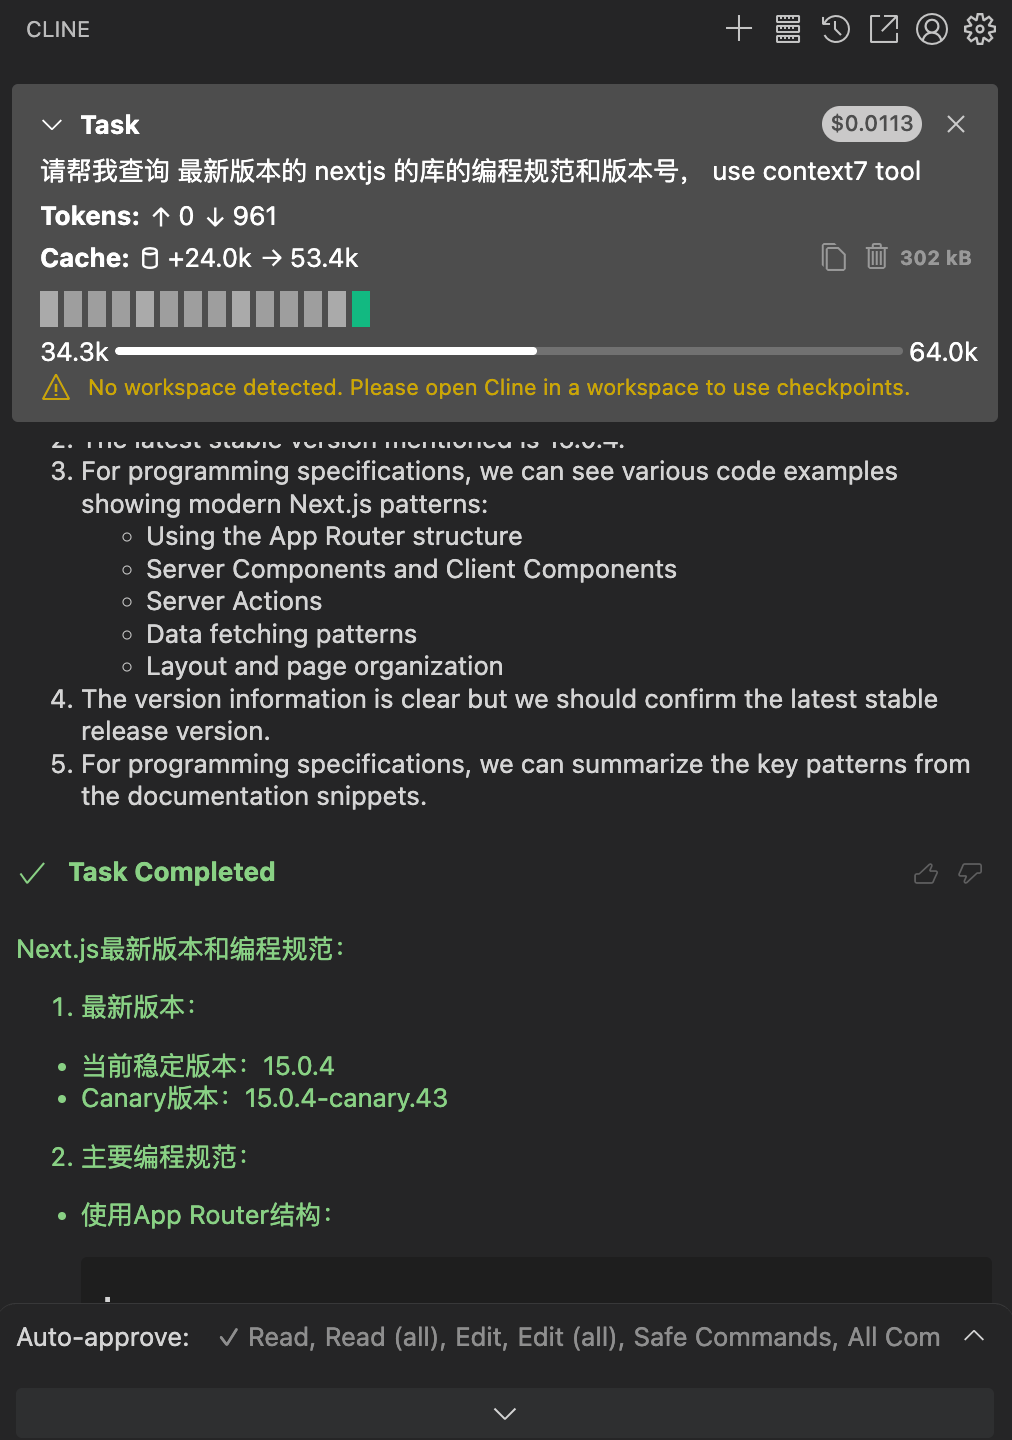 CLINE
Task
$0.0113
请帮我查询 最新版本的 nextjs 的库的编程规范和版本号， use context7 tool
Tokens: ↑ 0 ↓ 961
Cache: +24.0k → 53.4k
302 kB
34.3k
64.0k
No workspace detected. Please open Cline in a workspace to use checkpoints.
2. The latest stable version mentioned is 15.0.4.
3. For programming specifications, we can see various code examples
showing modern Next.js patterns:
◦ Using the App Router structure
◦ Server Components and Client Components
◦ Server Actions
◦ Data fetching patterns
◦ Layout and page organization
4. The version information is clear but we should confirm the latest stable
release version.
5. For programming specifications, we can summarize the key patterns from
the documentation snippets.
Task Completed
Next.js最新版本和编程规范：
1. 最新版本：
• 当前稳定版本：15.0.4
• Canary版本：15.0.4-canary.43
2. 主要编程规范：
• 使用App Router结构：
Auto-approve: ✓ Read, Read (all), Edit, Edit (all), Safe Commands, All Com